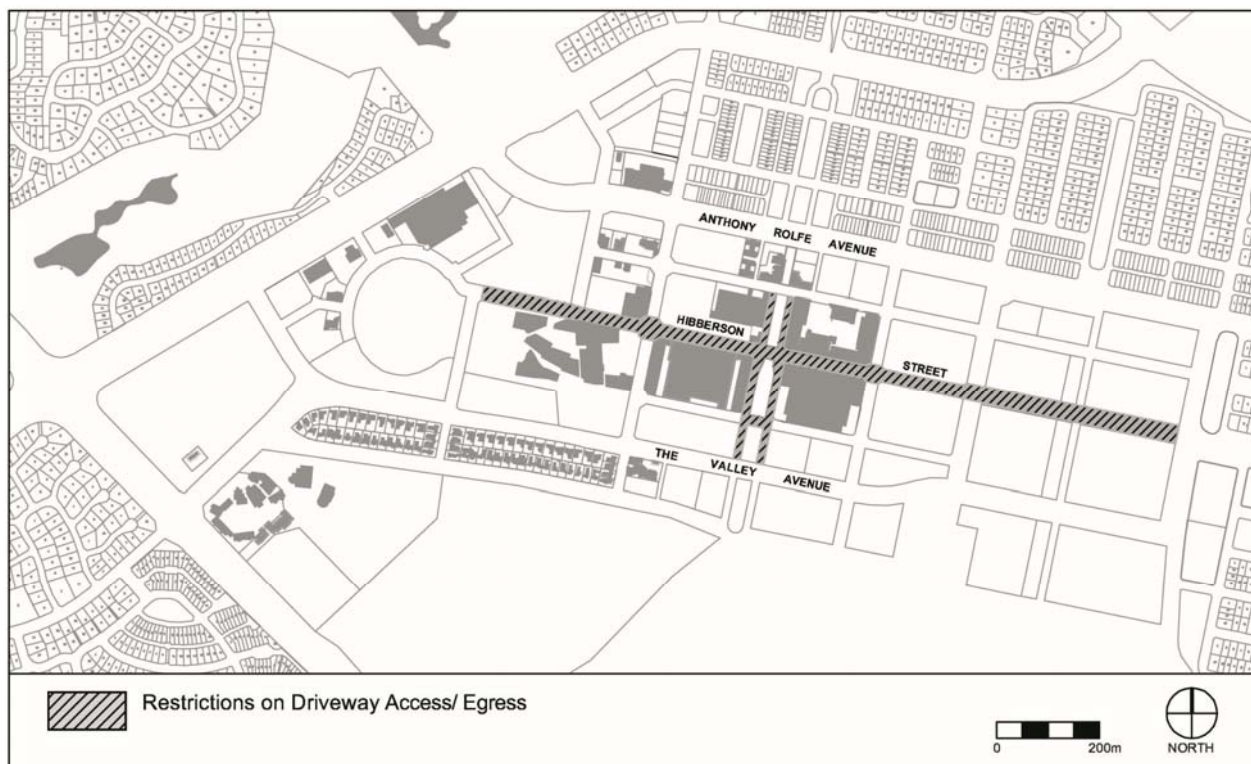 ANTHONY ROLFE AVENUE
HIBBERSON STREET
THE VALLEY AVENUE
Restrictions on Driveway Access/ Egress
0 200m
NORTH